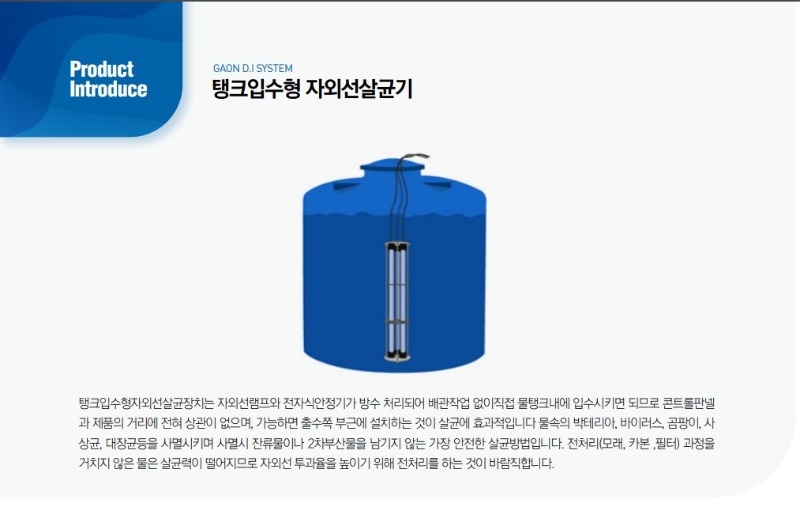 Product
Introduce
GAON D.I SYSTEM
탱크입수형 자외선살균기
탱크입수형자외선살균장치는 자외선램프와 전자식안정기가 방수 처리되어 배관작업 없이직접 물탱크내에 입수시키면 되므로 콘트롤판넬
과 제품의 거리에 전혀 상관이 없으며, 가능하면 출수쪽 부근에 설치하는 것이 살균에 효과적입니다 물속의 박테리아, 바이러스, 곰팡이, 사
상균, 대장균등을 사멸시키며 사멸시 잔류물이나 2차부산물을 남기지 않는 가장 안전한 살균방법입니다. 전처리(모래, 카본 ,필터) 과정을
거치지 않은 물은 살균력이 떨어지므로 자외선 투과율을 높이기 위해 전처리를 하는 것이 바람직합니다.